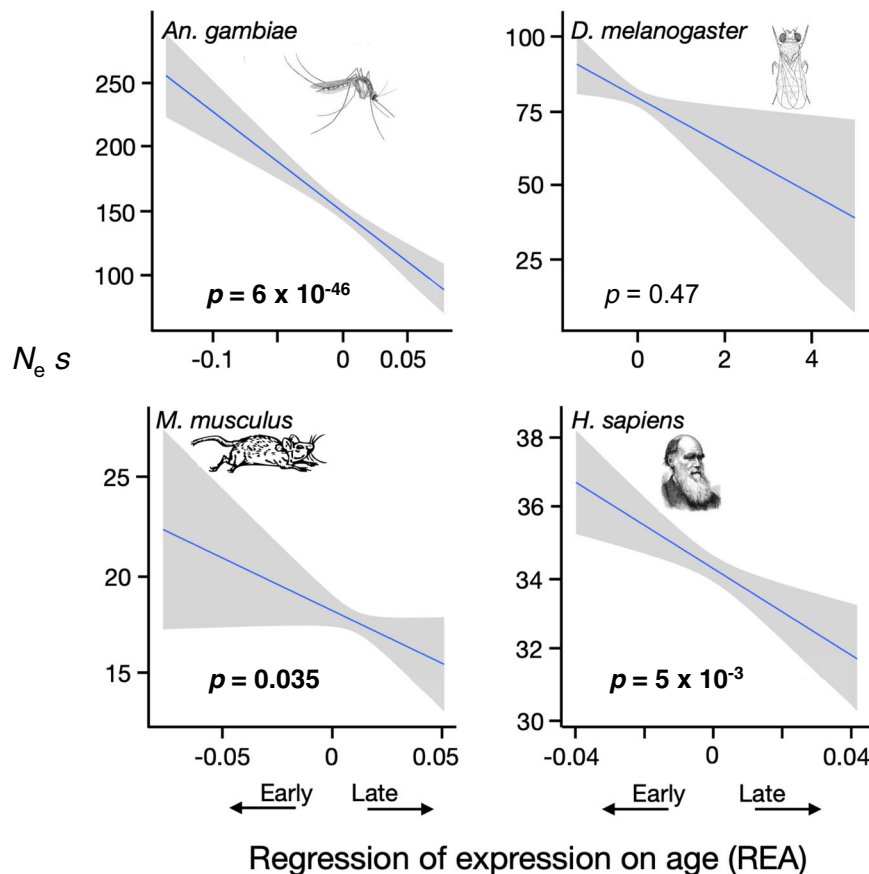 An. gambiae
250
200
150
100
p = 6 x 10-46
-0.1 0 0.05
D. melanogaster
100
75
50
25
p = 0.47
0 2 4
Ne s
M. musculus
25
20
15
p = 0.035
-0.05 0 0.05
Early Late
H. sapiens
38
36
34
32
30
p = 5 x 10-3
-0.04 0 0.04
Early Late
Regression of expression on age (REA)